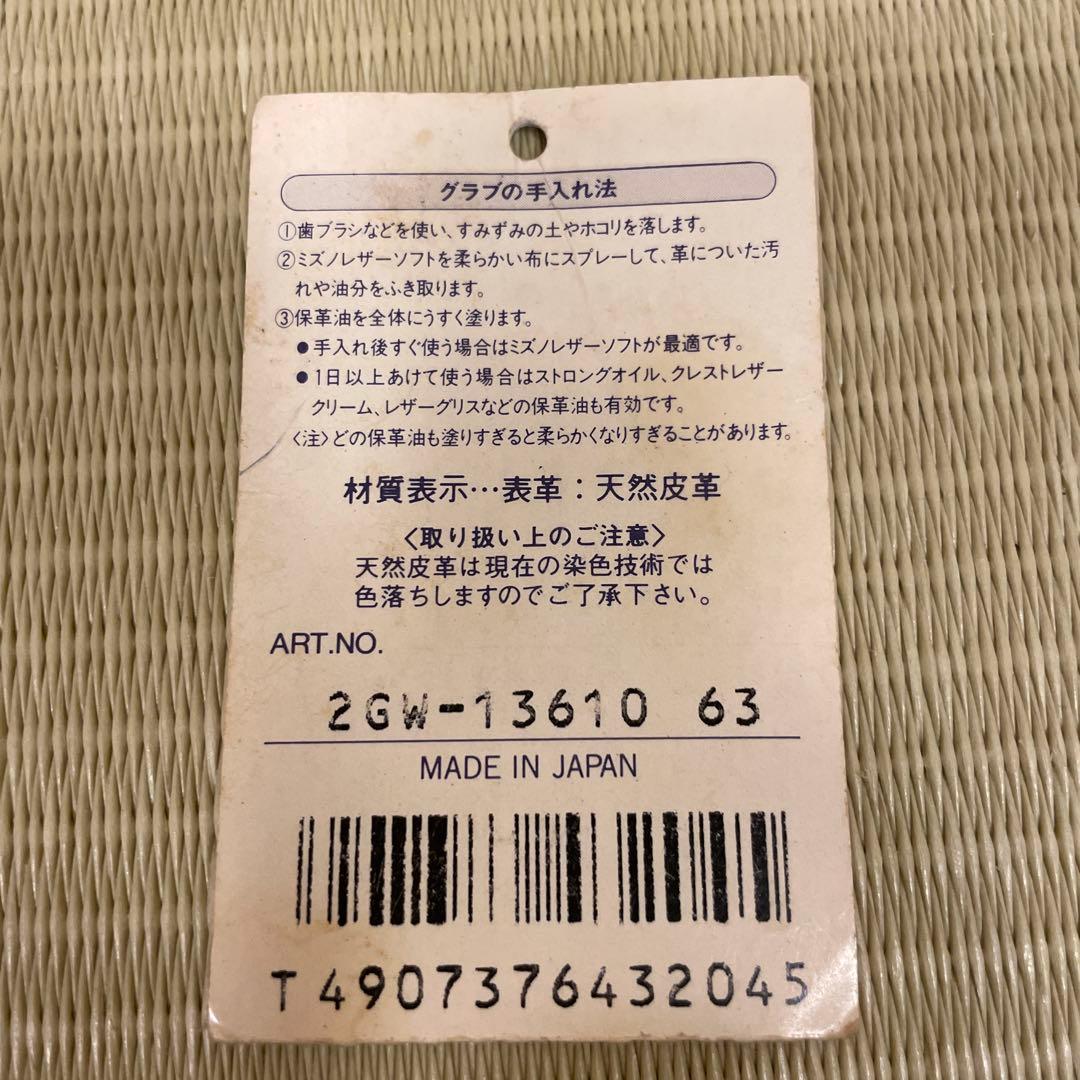 グラブの手入れ法
①歯ブラシなどを使い、すみずみの土やホコリを落します。
②ミズノレザーソフトを柔らかい布にスプレーして、革についた汚
れや油分をふき取ります。
③保革油を全体にうすく塗ります。
●手入れ後すぐ使う場合はミズノレザーソフトが最適です。
●1日以上あけて使う場合はストロングオイル、クレストレザー
クリーム、レザーグリスなどの保革油も有効です。
〈注〉どの保革油も塗りすぎると柔らかくなりすぎることがあります。
材質表示…表革:天然皮革
〈取り扱い上のご注意〉
天然皮革は現在の染色技術では
色落ちしますのでご了承下さい。
ART.NO.
2GW-13610 63
MADE IN JAPAN
T 4907376432045